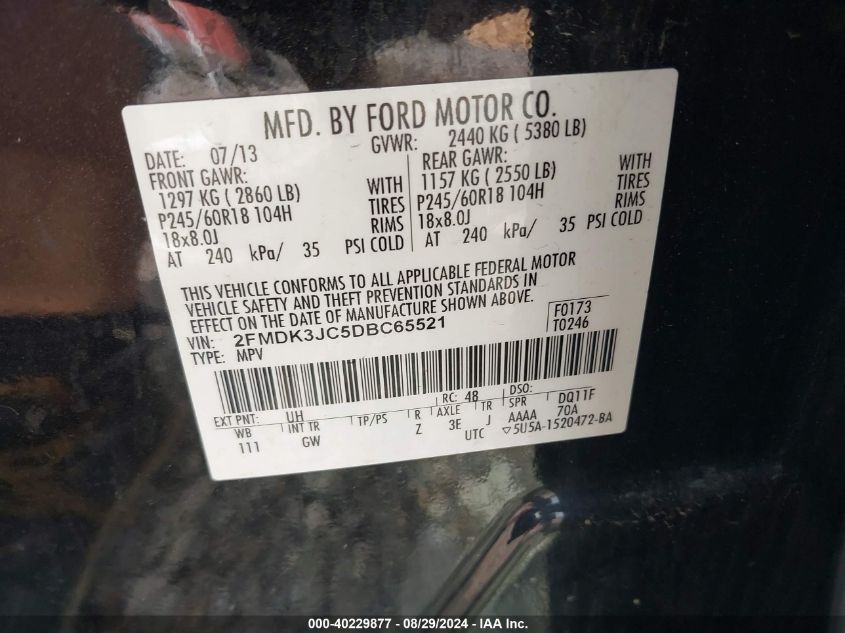 MFD. BY FORD MOTOR CO.
DATE: 07/13 GVWR: 2440 KG ( 5380 LB)
FRONT GAWR: REAR GAWR:
1297 KG ( 2860 LB) WITH 1157 KG ( 2550 LB) WITH
P245/60R18 104H TIRES P245/60R18 104H TIRES
18x8.0J RIMS 18x8.0J RIMS
AT 240 kPa/ 35 PSI COLD AT 240 kPa/ 35 PSI COLD
THIS VEHICLE CONFORMS TO ALL APPLICABLE FEDERAL MOTOR
VEHICLE SAFETY AND THEFT PREVENTION STANDARDS IN
EFFECT ON THE DATE OF MANUFACTURE SHOWN ABOVE.
VIN: 2FMDK3JC5DBC65521 F0173
TYPE: MPV T0246
EXT PNT: UH RC: 48 DSO:
WB INT TR TP/PS R AXLE TR SPR DQ11F
111 GW Z 3E J AAAA 70A
UTC ▽5U5A-1520472-BA
000-40229877 - 08/29/2024 - IAA Inc.